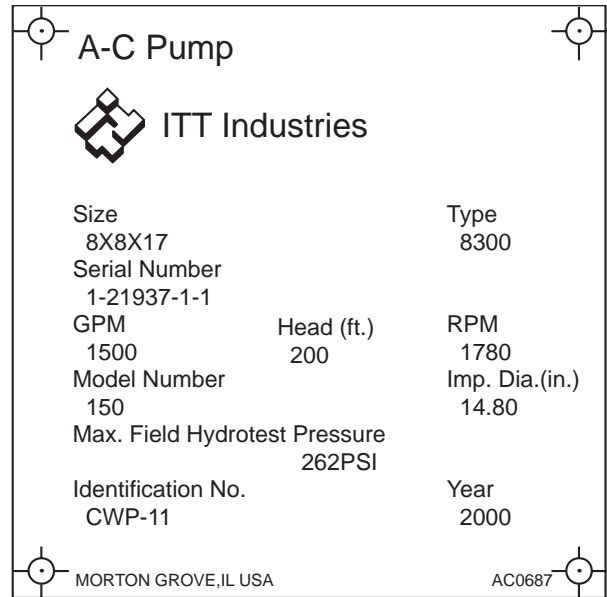 A-C Pump
ITT Industries
Size Type
8X8X17 8300
Serial Number
1-21937-1-1
GPM Head (ft.) RPM
1500 200 1780
Model Number Imp. Dia.(in.)
150 14.80
Max. Field Hydrotest Pressure
262PSI
Identification No. Year
CWP-11 2000
MORTON GROVE,IL USA AC0687